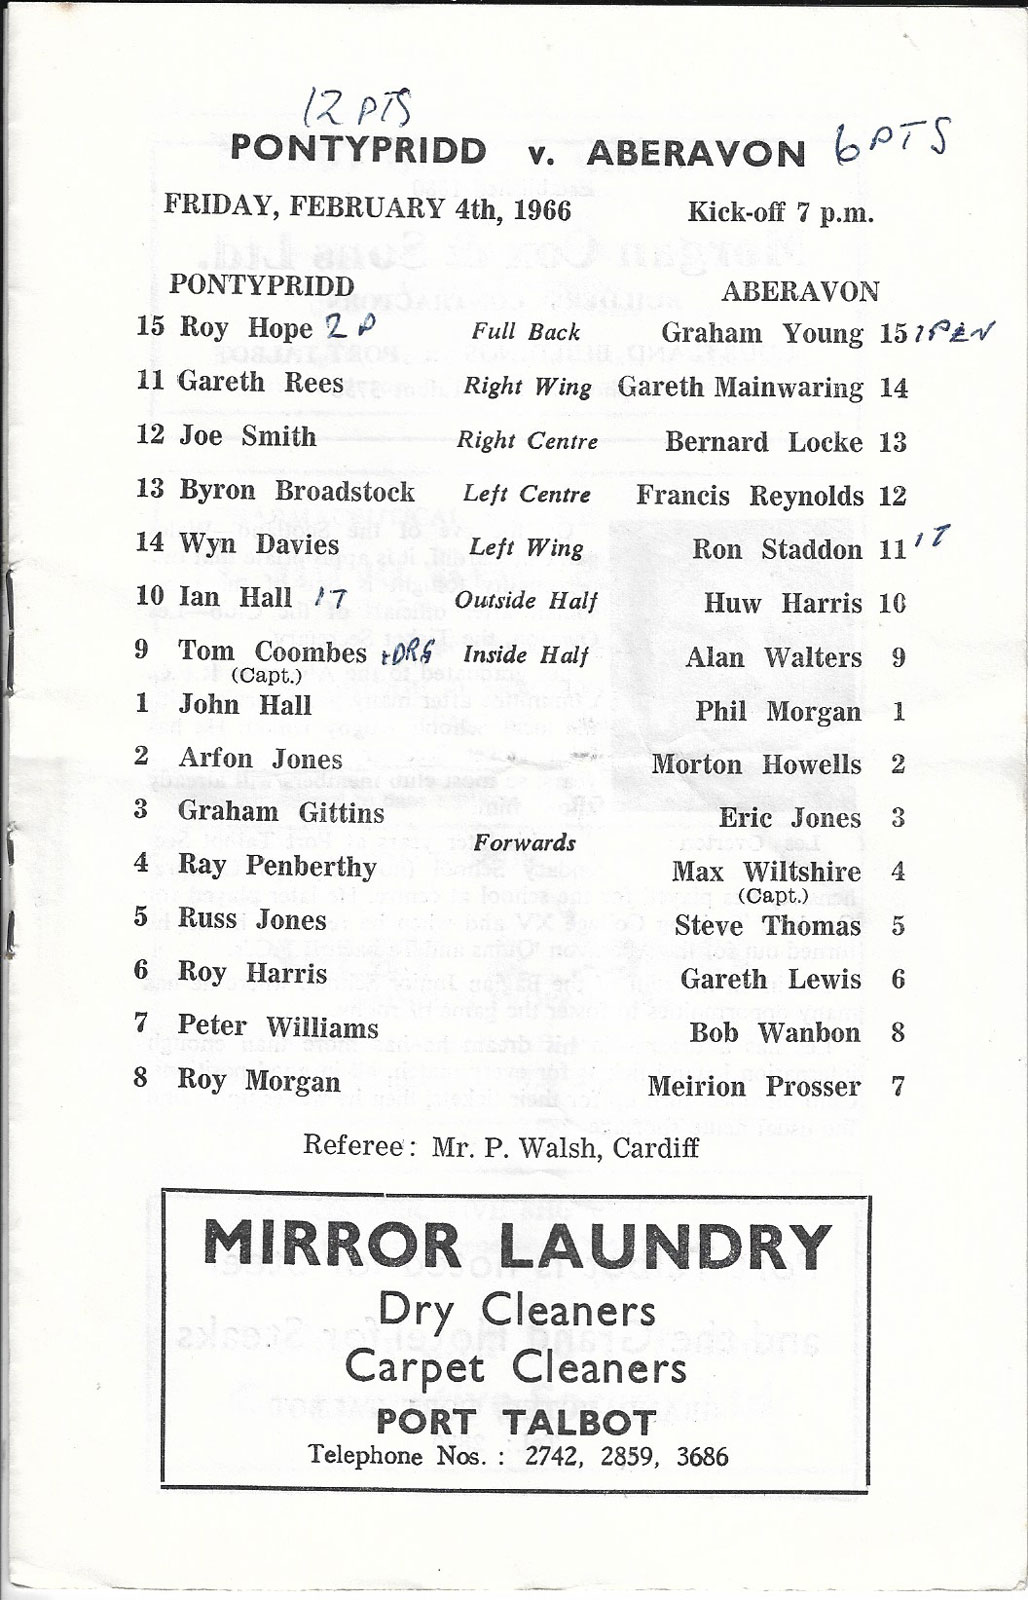 12 PTS
PONTYPRIDD v. ABERAVON 6 PTS
FRIDAY, FEBRUARY 4th, 1966 Kick-off 7 p.m.
PONTYPRIDD ABERAVON
15 Roy Hope 2 P Full Back Graham Young 15 1 PEN
11 Gareth Rees Right Wing Gareth Mainwaring 14
12 Joe Smith Right Centre Bernard Locke 13
13 Byron Broadstock Left Centre Francis Reynolds 12
14 Wyn Davies Left Wing Ron Staddon 11 1T
10 Ian Hall 1T Outside Half Huw Harris 10
9 Tom Coombes 1DRG Inside Half Alan Walters 9
(Capt.)
1 John Hall Phil Morgan 1
2 Arfon Jones Morton Howells 2
3 Graham Gittins Eric Jones 3
Forwards
4 Ray Penberthy Max Wiltshire 4
(Capt.)
5 Russ Jones Steve Thomas 5
6 Roy Harris Gareth Lewis 6
7 Peter Williams Bob Wanbon 8
8 Roy Morgan Meirion Prosser 7
Referee: Mr. P. Walsh, Cardiff
MIRROR LAUNDRY
Dry Cleaners
Carpet Cleaners
PORT TALBOT
Telephone Nos. : 2742, 2859, 3686